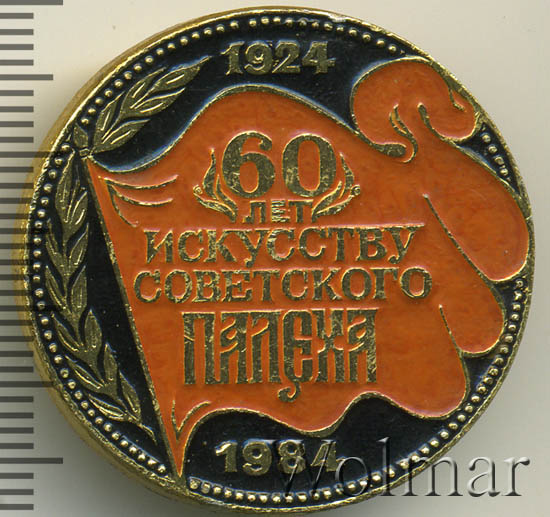 1924
60
ЛЕТ
ИСКУССТВУ
СОВЕТСКОГО
ПАЛЕХА
1984
Wolmar